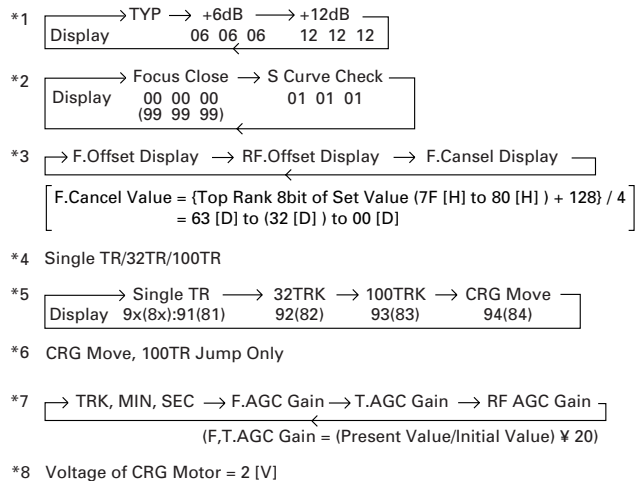 *1 TYP +6dB +12dB
Display 06 06 06 12 12 12
*2 Focus Close S Curve Check
Display 00 00 00 01 01 01
(99 99 99)
*3 F.Offset Display RF.Offset Display F.Cansel Display
F.Cancel Value = {Top Rank 8bit of Set Value (7F [H] to 80 [H] ) + 128} / 4
= 63 [D] to (32 [D] ) to 00 [D]
*4 Single TR/32TR/100TR
*5 Single TR 32TRK 100TRK CRG Move
Display 9x(8x):91(81) 92(82) 93(83) 94(84)
*6 CRG Move, 100TR Jump Only
*7 TRK, MIN, SEC F.AGC Gain T.AGC Gain RF AGC Gain
(F,T.AGC Gain = (Present Value/Initial Value) ¥ 20)
*8 Voltage of CRG Motor = 2 [V]